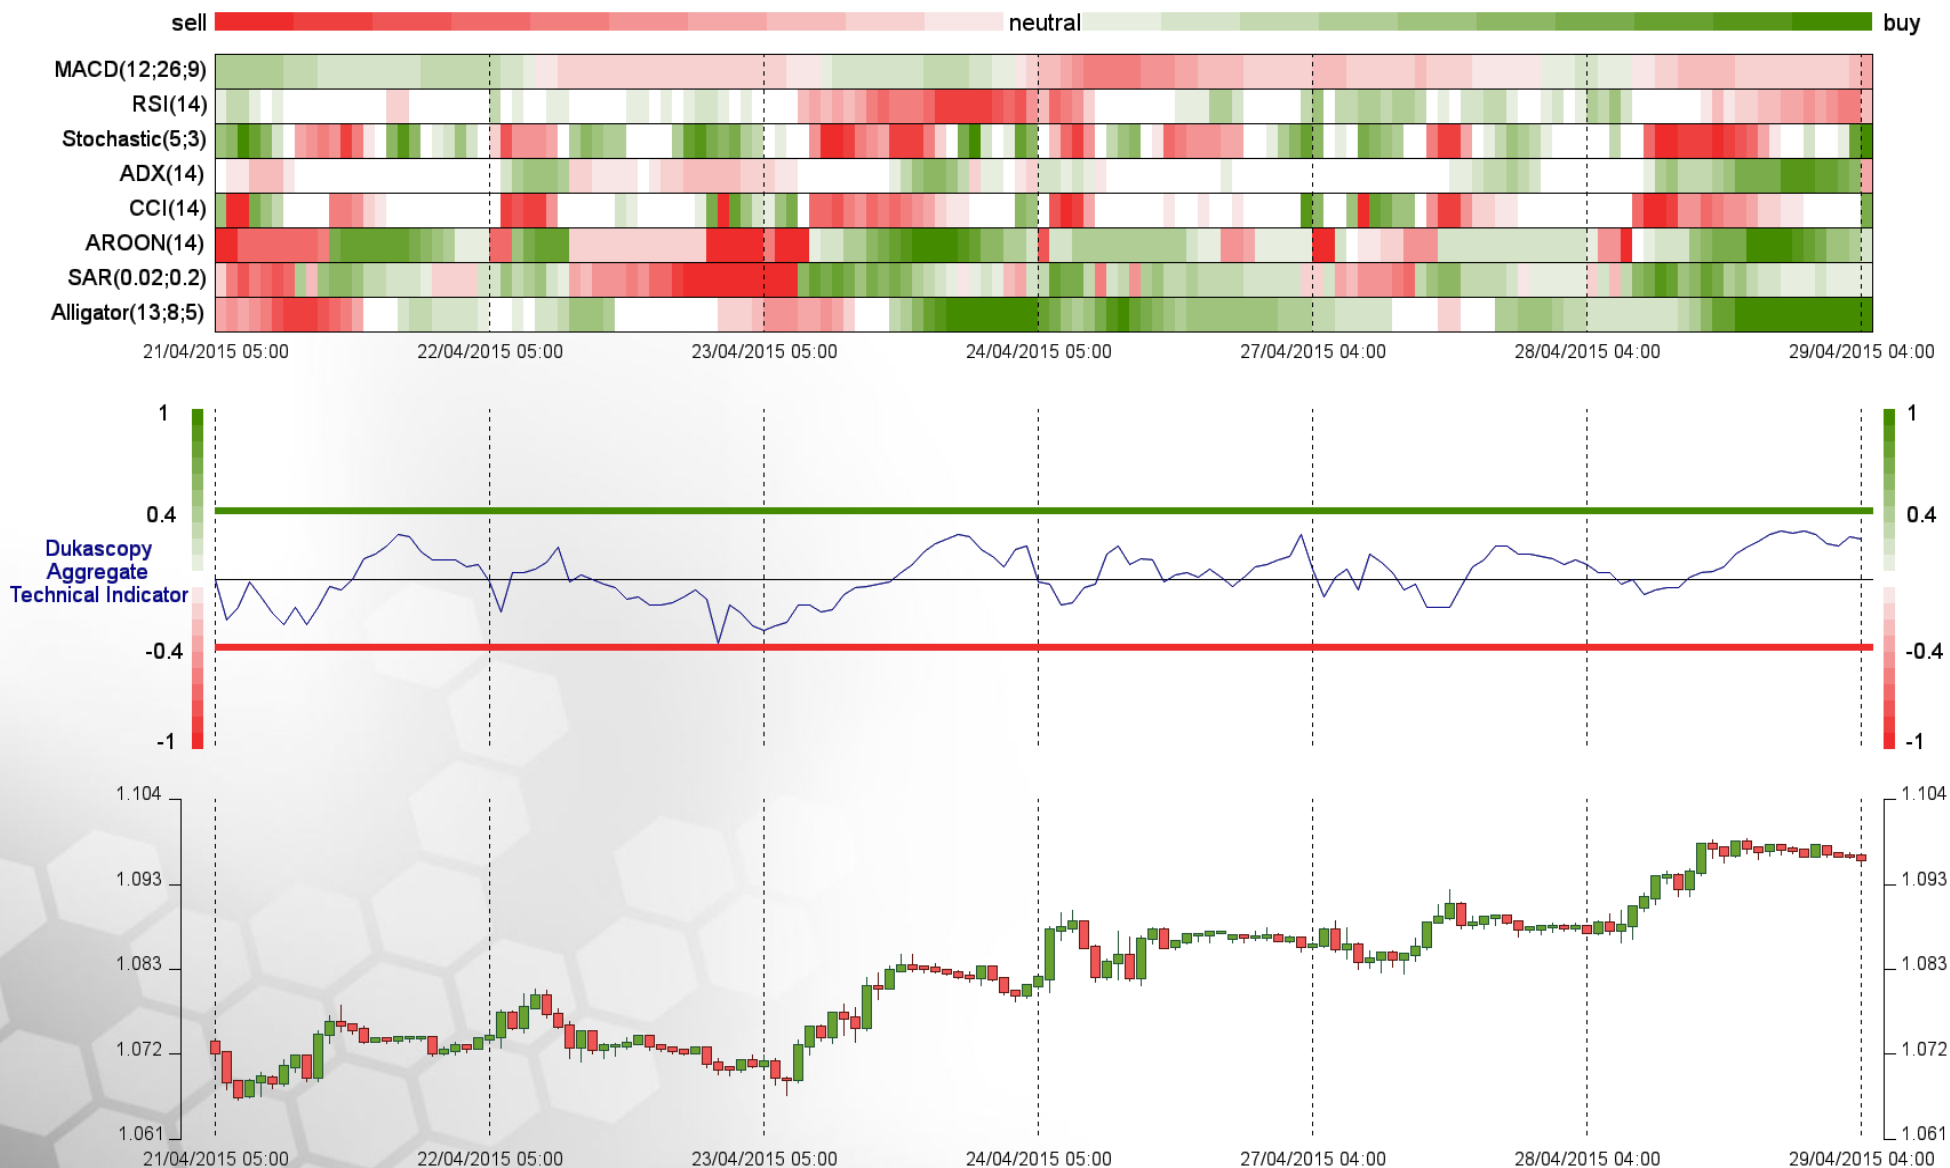 sell neutral buy
MACD(12;26;9)
RSI(14)
Stochastic(5;3)
ADX(14)
CCI(14)
AROON(14)
SAR(0.02;0.2)
Alligator(13;8;5)
21/04/2015 05:00 22/04/2015 05:00 23/04/2015 05:00 24/04/2015 05:00 27/04/2015 04:00 28/04/2015 04:00 29/04/2015 04:00
1 1
0.4 0.4
Dukascopy
Aggregate
Technical Indicator
-0.4 -0.4
-1 -1
1.104 1.104
1.093 1.093
1.083 1.083
1.072 1.072
1.061 1.061
21/04/2015 05:00 22/04/2015 05:00 23/04/2015 05:00 24/04/2015 05:00 27/04/2015 04:00 28/04/2015 04:00 29/04/2015 04:00